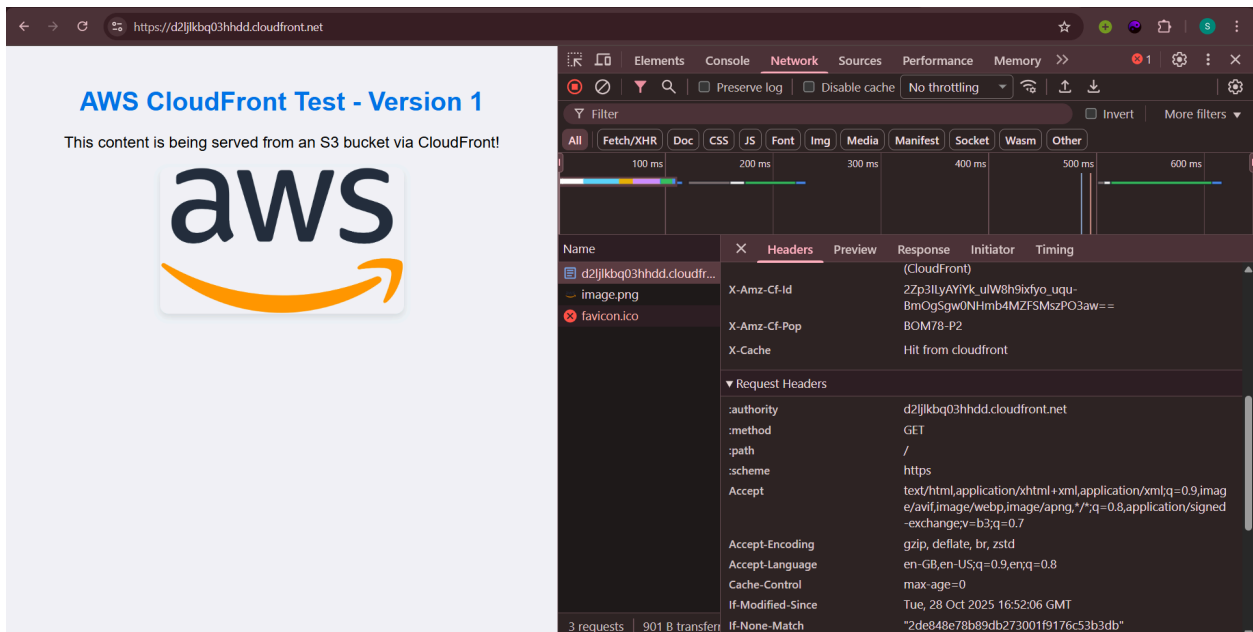 https://d2ljlkbq03hhdd.cloudfront.net
S
AWS CloudFront Test - Version 1
This content is being served from an S3 bucket via CloudFront!
aws
Elements Console Network Sources Performance Memory 1
Preserve log Disable cache No throttling
Filter Invert More filters
All Fetch/XHR Doc CSS JS Font Img Media Manifest Socket Wasm Other
100 ms 200 ms 300 ms 400 ms 500 ms 600 ms
Name
d2ljlkbq03hhdd.cloudfr...
image.png
favicon.ico
3 requests 901 B transferr
Headers Preview Response Initiator Timing
(CloudFront)
X-Amz-Cf-Id 2Zp3ILyAYiYk_ulW8h9ixfyo_uqu-
BmOgSgw0NHmb4MZFSMszPO3aw==
X-Amz-Cf-Pop BOM78-P2
X-Cache Hit from cloudfront
Request Headers
:authority d2ljlkbq03hhdd.cloudfront.net
:method GET
:path /
:scheme https
Accept text/html,application/xhtml+xml,application/xml;q=0.9,imag
e/avif,image/webp,image/apng,*/*;q=0.8,application/signed
-exchange;v=b3;q=0.7
Accept-Encoding gzip, deflate, br, zstd
Accept-Language en-GB,en-US;q=0.9,en;q=0.8
Cache-Control max-age=0
If-Modified-Since Tue, 28 Oct 2025 16:52:06 GMT
If-None-Match "2de848e78b89db273001f9176c53b3db"